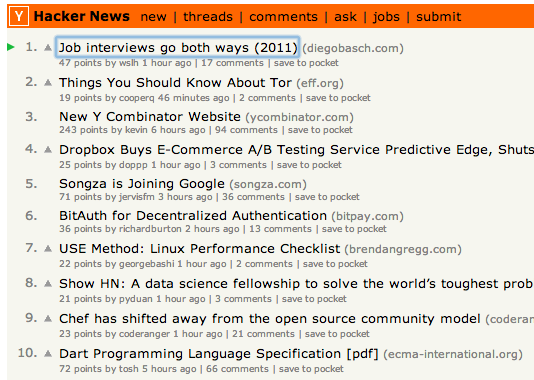 Y Hacker News new | threads | comments | ask | jobs | submit
1. Job interviews go both ways (2011) (diegobasch.com)
47 points by wslh 1 hour ago | 17 comments | save to pocket
2. Things You Should Know About Tor (eff.org)
19 points by cooperq 46 minutes ago | 2 comments | save to pocket
3. New Y Combinator Website (ycombinator.com)
243 points by kevin 6 hours ago | 94 comments | save to pocket
4. Dropbox Buys E-Commerce A/B Testing Service Predictive Edge, Shuts
25 points by doppp 1 hour ago | 3 comments | save to pocket
5. Songza is Joining Google (songza.com)
71 points by jervisfm 3 hours ago | 36 comments | save to pocket
6. BitAuth for Decentralized Authentication (bitpay.com)
36 points by richardburton 2 hours ago | 13 comments | save to pocket
7. USE Method: Linux Performance Checklist (brendangregg.com)
22 points by georgebashi 1 hour ago | 2 comments | save to pocket
8. Show HN: A data science fellowship to solve the world's toughest prob
21 points by pyduan 1 hour ago | 3 comments | save to pocket
9. Chef has shifted away from the open source community model (coderan
23 points by coderanger 1 hour ago | 21 comments | save to pocket
10. Dart Programming Language Specification [pdf] (ecma-international.org)
72 points by tosh 5 hours ago | 66 comments | save to pocket